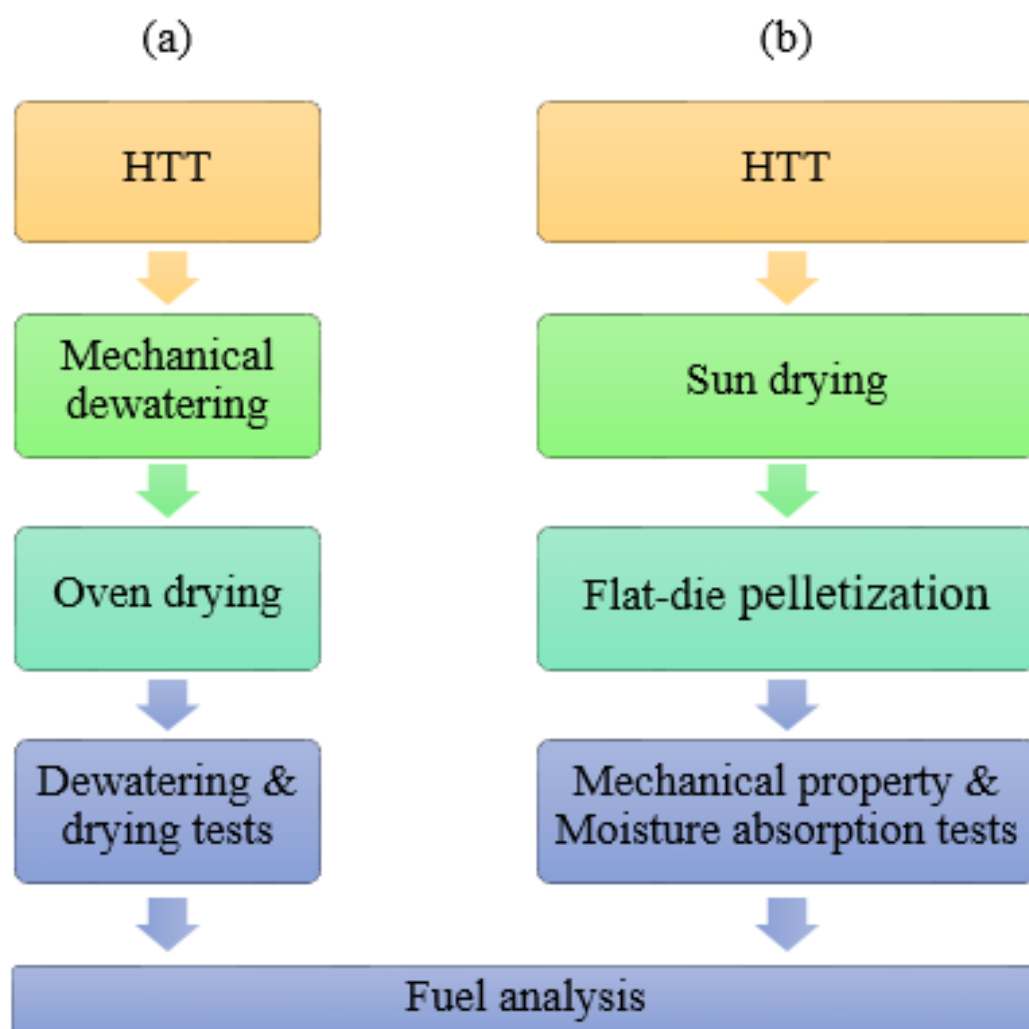 (a)
HTT
Mechanical
dewatering
Oven drying
Dewatering &
drying tests
(b)
HTT
Sun drying
Flat-die pelletization
Mechanical property &
Moisture absorption tests
Fuel analysis